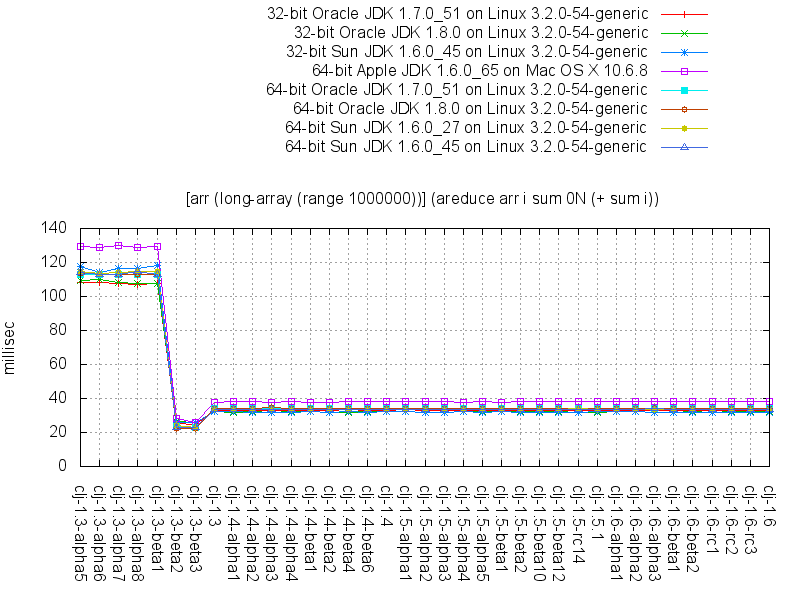 32-bit Oracle JDK 1.7.0_51 on Linux 3.2.0-54-generic
32-bit Oracle JDK 1.8.0 on Linux 3.2.0-54-generic
32-bit Sun JDK 1.6.0_45 on Linux 3.2.0-54-generic
64-bit Apple JDK 1.6.0_65 on Mac OS X 10.6.8
64-bit Oracle JDK 1.7.0_51 on Linux 3.2.0-54-generic
64-bit Oracle JDK 1.8.0 on Linux 3.2.0-54-generic
64-bit Sun JDK 1.6.0_27 on Linux 3.2.0-54-generic
64-bit Sun JDK 1.6.0_45 on Linux 3.2.0-54-generic
[arr (long-array (range 1000000))] (areduce arr i sum 0N (+ sum i))
millisec
140
120
100
80
60
40
20
0
clj-1.3-alpha5
clj-1.3-alpha6
clj-1.3-alpha7
clj-1.3-alpha8
clj-1.3-beta1
clj-1.3-beta2
clj-1.3-beta3
clj-1.3
clj-1.4-alpha1
clj-1.4-alpha2
clj-1.4-alpha3
clj-1.4-alpha4
clj-1.4-beta1
clj-1.4-beta2
clj-1.4-beta4
clj-1.4-beta6
clj-1.4
clj-1.5-alpha1
clj-1.5-alpha2
clj-1.5-alpha3
clj-1.5-alpha4
clj-1.5-alpha5
clj-1.5-beta1
clj-1.5-beta2
clj-1.5-beta10
clj-1.5-beta12
clj-1.5-rc14
clj-1.5.1
clj-1.6-alpha1
clj-1.6-alpha2
clj-1.6-alpha3
clj-1.6-beta1
clj-1.6-beta2
clj-1.6-rc1
clj-1.6-rc2
clj-1.6-rc3
clj-1.6